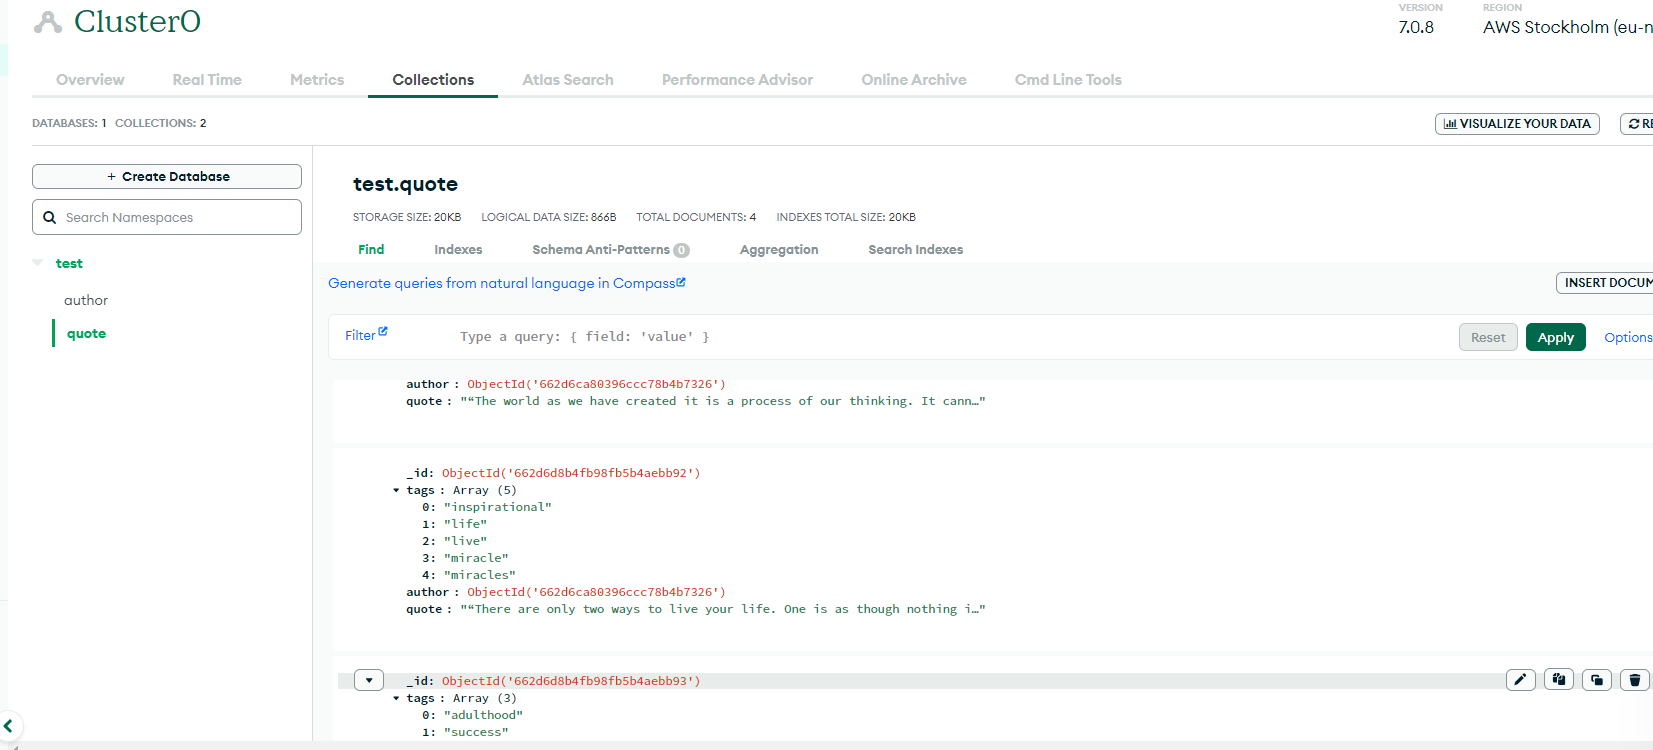 Cluster0
VERSION
7.0.8
REGION
AWS Stockholm (eu-n
Overview Real Time Metrics Collections Atlas Search Performance Advisor Online Archive Cmd Line Tools
DATABASES: 1 COLLECTIONS: 2
VISUALIZE YOUR DATA
RE
+ Create Database
Search Namespaces
test
author
quote
test.quote
STORAGE SIZE: 20KB LOGICAL DATA SIZE: 866B TOTAL DOCUMENTS: 4 INDEXES TOTAL SIZE: 20KB
Find Indexes Schema Anti-Patterns 0 Aggregation Search Indexes
Generate queries from natural language in Compass
INSERT DOCUM
Filter
Type a query: { field: 'value' }
Reset
Apply
Options
author : ObjectId('662d6ca80396ccc78b4b7326')
quote : "“The world as we have created it is a process of our thinking. It cann…"
_id: ObjectId('662d6d8b4fb98fb5b4aebb92')
tags : Array (5)
0: "inspirational"
1: "life"
2: "live"
3: "miracle"
4: "miracles"
author : ObjectId('662d6ca80396ccc78b4b7326')
quote : "“There are only two ways to live your life. One is as though nothing i…"
_id: ObjectId('662d6d8b4fb98fb5b4aebb93')
tags : Array (3)
0: "adulthood"
1: "success"